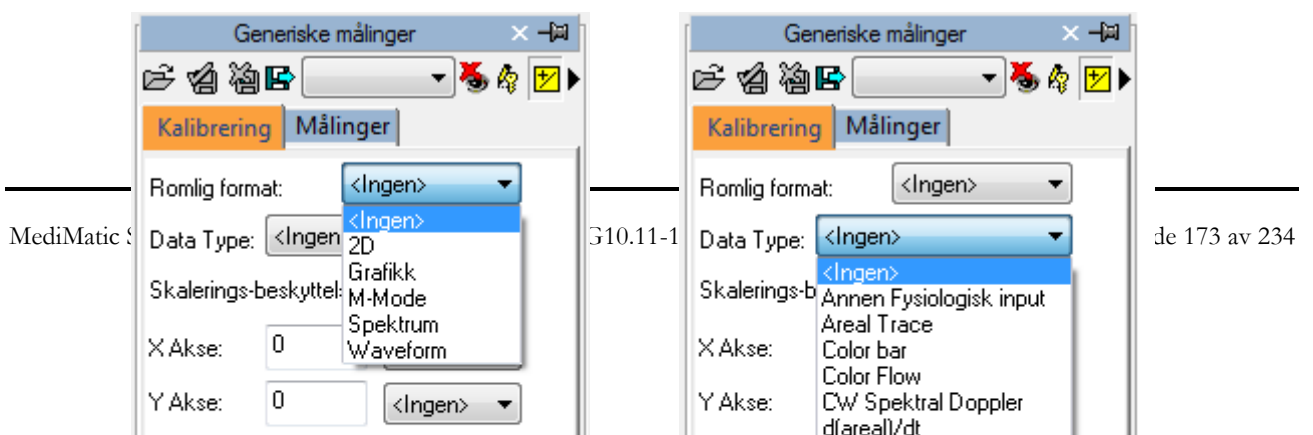 Generiske målinger
Kalibrering Målinger
Romlig format: <Ingen>
<Ingen>
2D
Grafikk
M-Mode
Spektrum
Waveform
Data Type: <Ingen
Skalerings-beskyttel
X Akse: 0
Y Akse: 0 <Ingen>
Generiske målinger
Kalibrering Målinger
Romlig format: <Ingen>
Data Type: <Ingen>
<Ingen>
Annen Fysiologisk input
Areal Trace
Color bar
Color Flow
CW Spektral Doppler
d(areal)/dt
Skalerings-b
X Akse:
Y Akse:
MediMatic G10.11-1 de 173 av 234